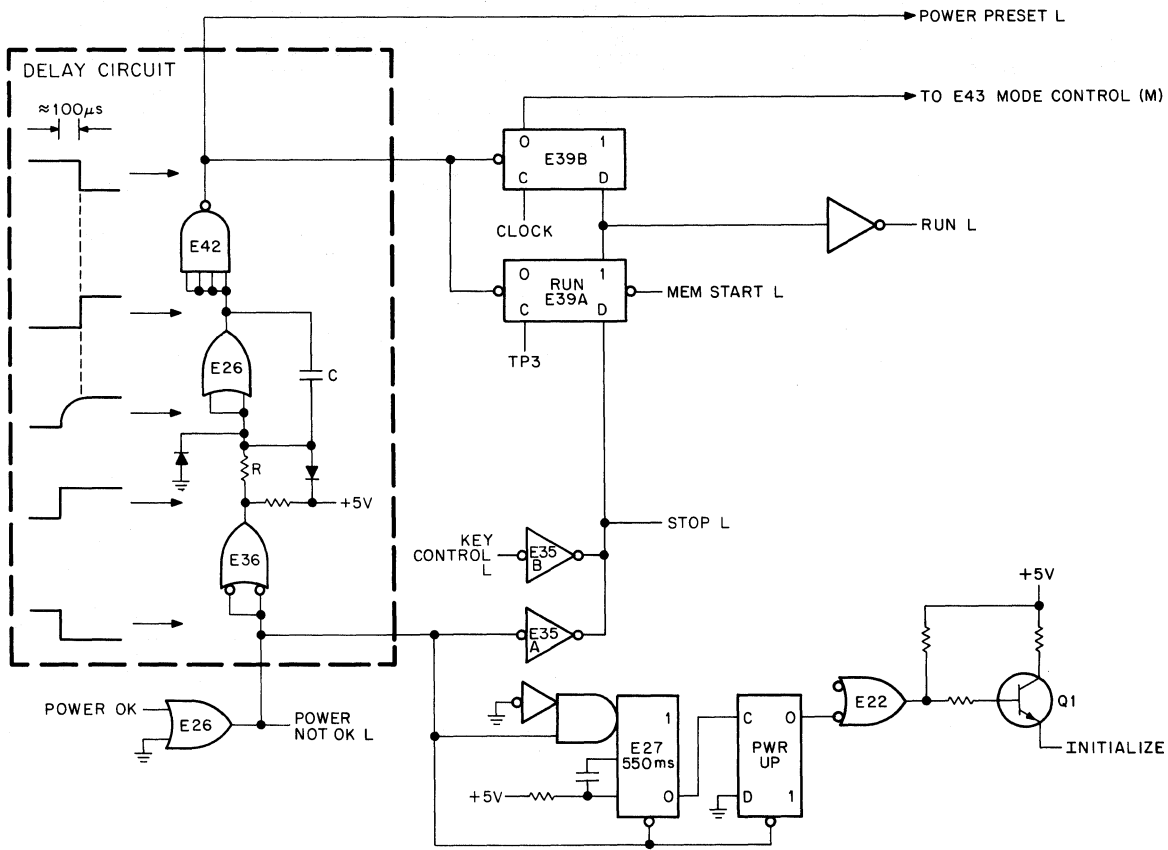 POWER PRESET L
DELAY CIRCUIT
≈100μs
TO E43 MODE CONTROL (M)
0 1
E39B
C D
CLOCK
RUN L
E42
0 1
RUN
E39A
C D
MEM START L
TP3
E26
C
R
+5V
STOP L
KEY
CONTROL
L
E35
B
E36
E35
A
+5V
POWER OK
E26
POWER
NOT OK L
1
E27
550ms
0
+5V
C 0
PWR
UP
D 1
E22
Q1
INITIALIZE